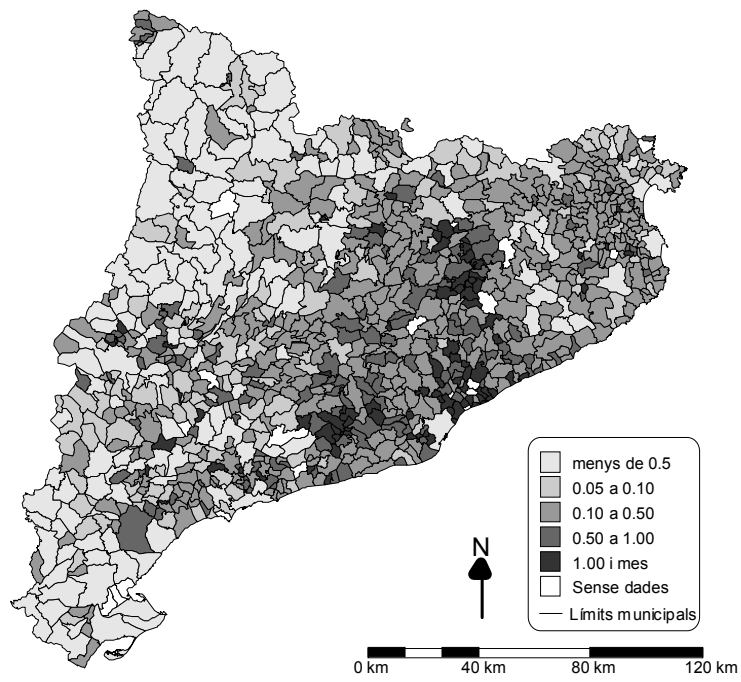 menys de 0.5
0.05 a 0.10
0.10 a 0.50
0.50 a 1.00
1.00 i mes
Sense dades
Límits municipals
N
0 km 40 km 80 km 120 km